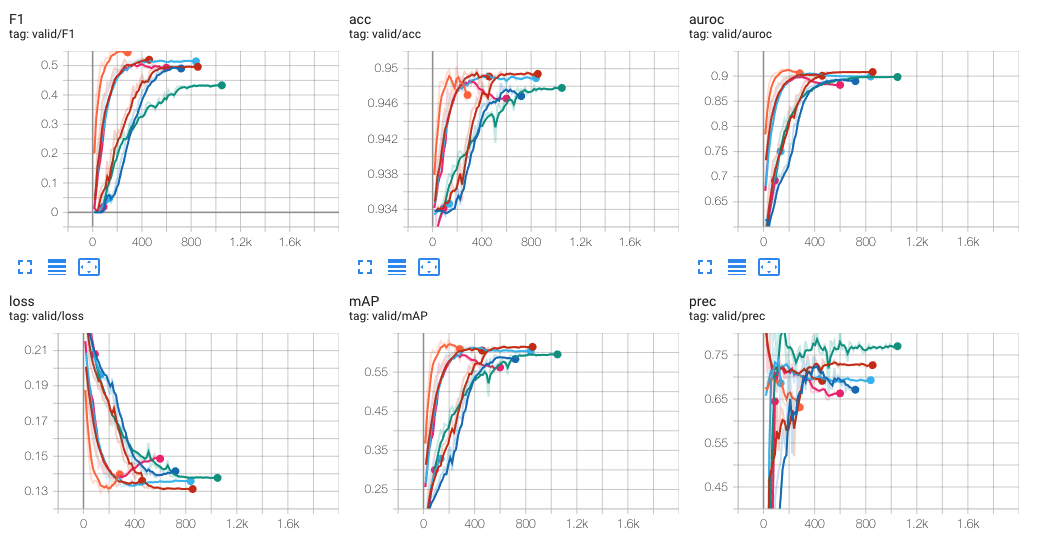 F1
tag: valid/F1
0.5
0.4
0.3
0.2
0.1
0
0 400 800 1.2k 1.6k
acc
tag: valid/acc
0.95
0.946
0.942
0.938
0.934
0 400 800 1.2k 1.6k
auroc
tag: valid/auroc
0.9
0.85
0.8
0.75
0.7
0.65
0 400 800 1.2k 1.6k
loss
tag: valid/loss
0.21
0.19
0.17
0.15
0.13
0 400 800 1.2k 1.6k
mAP
tag: valid/mAP
0.55
0.45
0.35
0.25
0 400 800 1.2k 1.6k
prec
tag: valid/prec
0.75
0.65
0.55
0.45
0 400 800 1.2k 1.6k